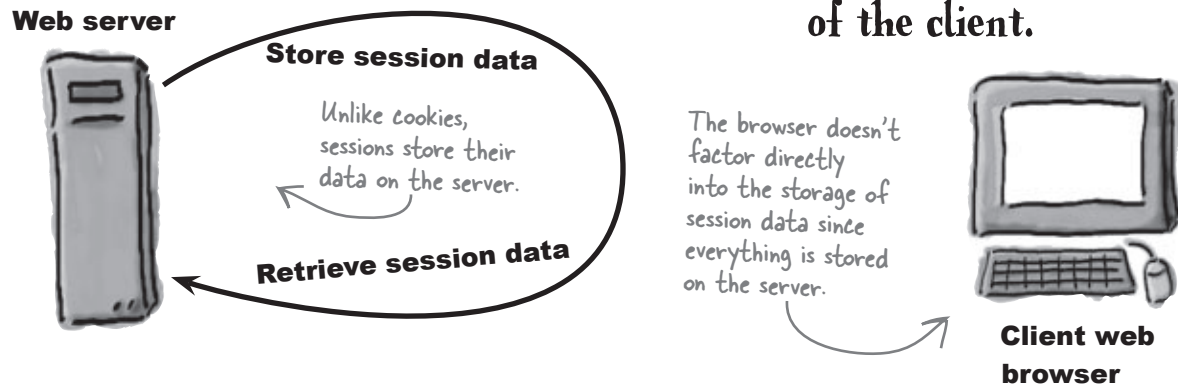 of the client.
Web server
Store session data
Unlike cookies,
sessions store their
data on the server.
Retrieve session data
The browser doesn't
factor directly
into the storage of
session data since
everything is stored
on the server.
Client web
browser